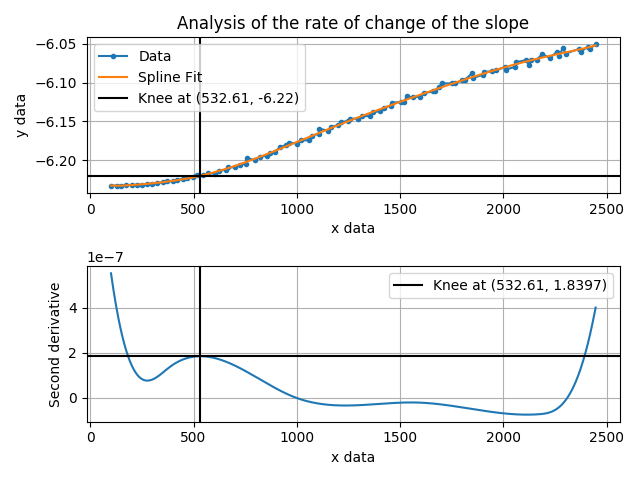 Analysis of the rate of change of the slope
−6.05
−6.10
−6.15
−6.20
y data
Data
Spline Fit
Knee at (532.61, -6.22)
0 500 1000 1500 2000 2500
x data
1e−7
4
2
0
Second derivative
Knee at (532.61, 1.8397)
0 500 1000 1500 2000 2500
x data